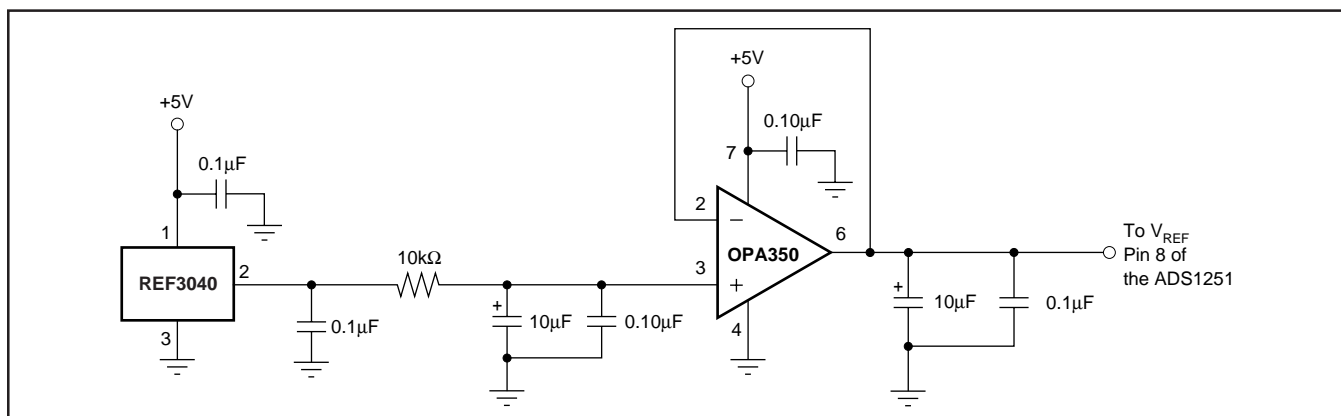 +5V
0.1µF
1
REF3040
2
3
0.1µF
10kΩ
+
10µF
0.10µF
+5V
7
0.10µF
2
−
OPA350
3
+
4
6
+
10µF
0.1µF
To VREF
Pin 8 of
the ADS1251